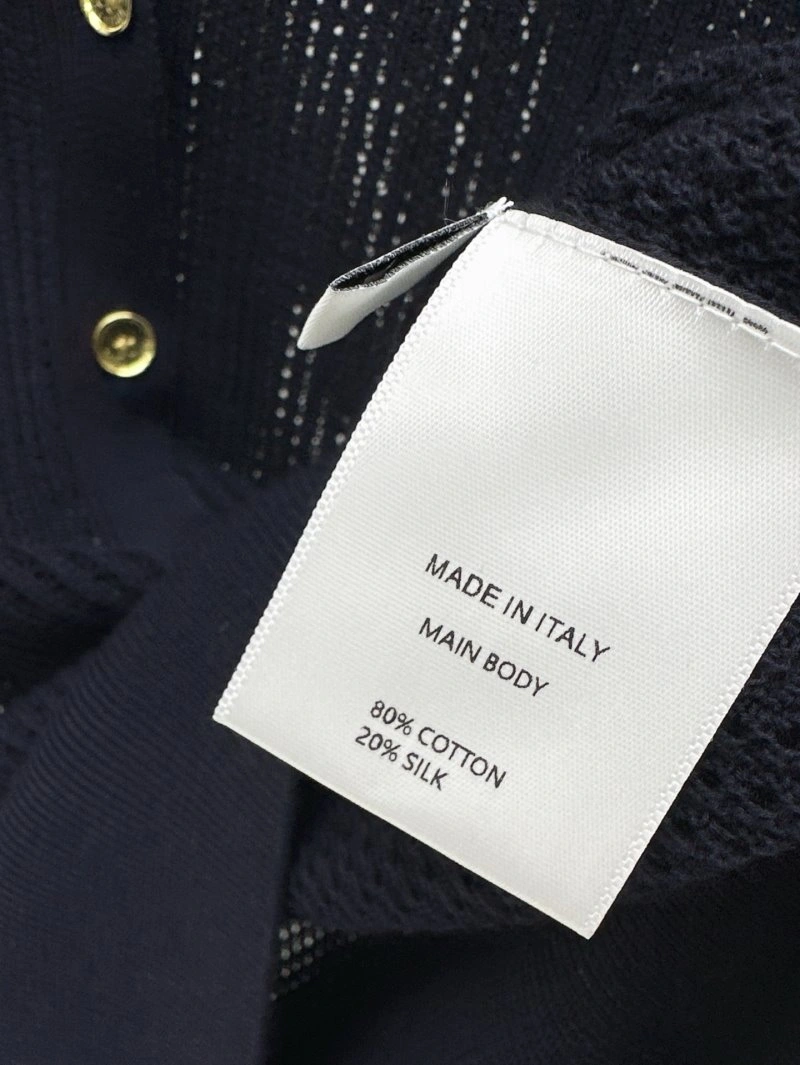 MADE IN ITALY
MAIN BODY
80% COTTON
20% SILK